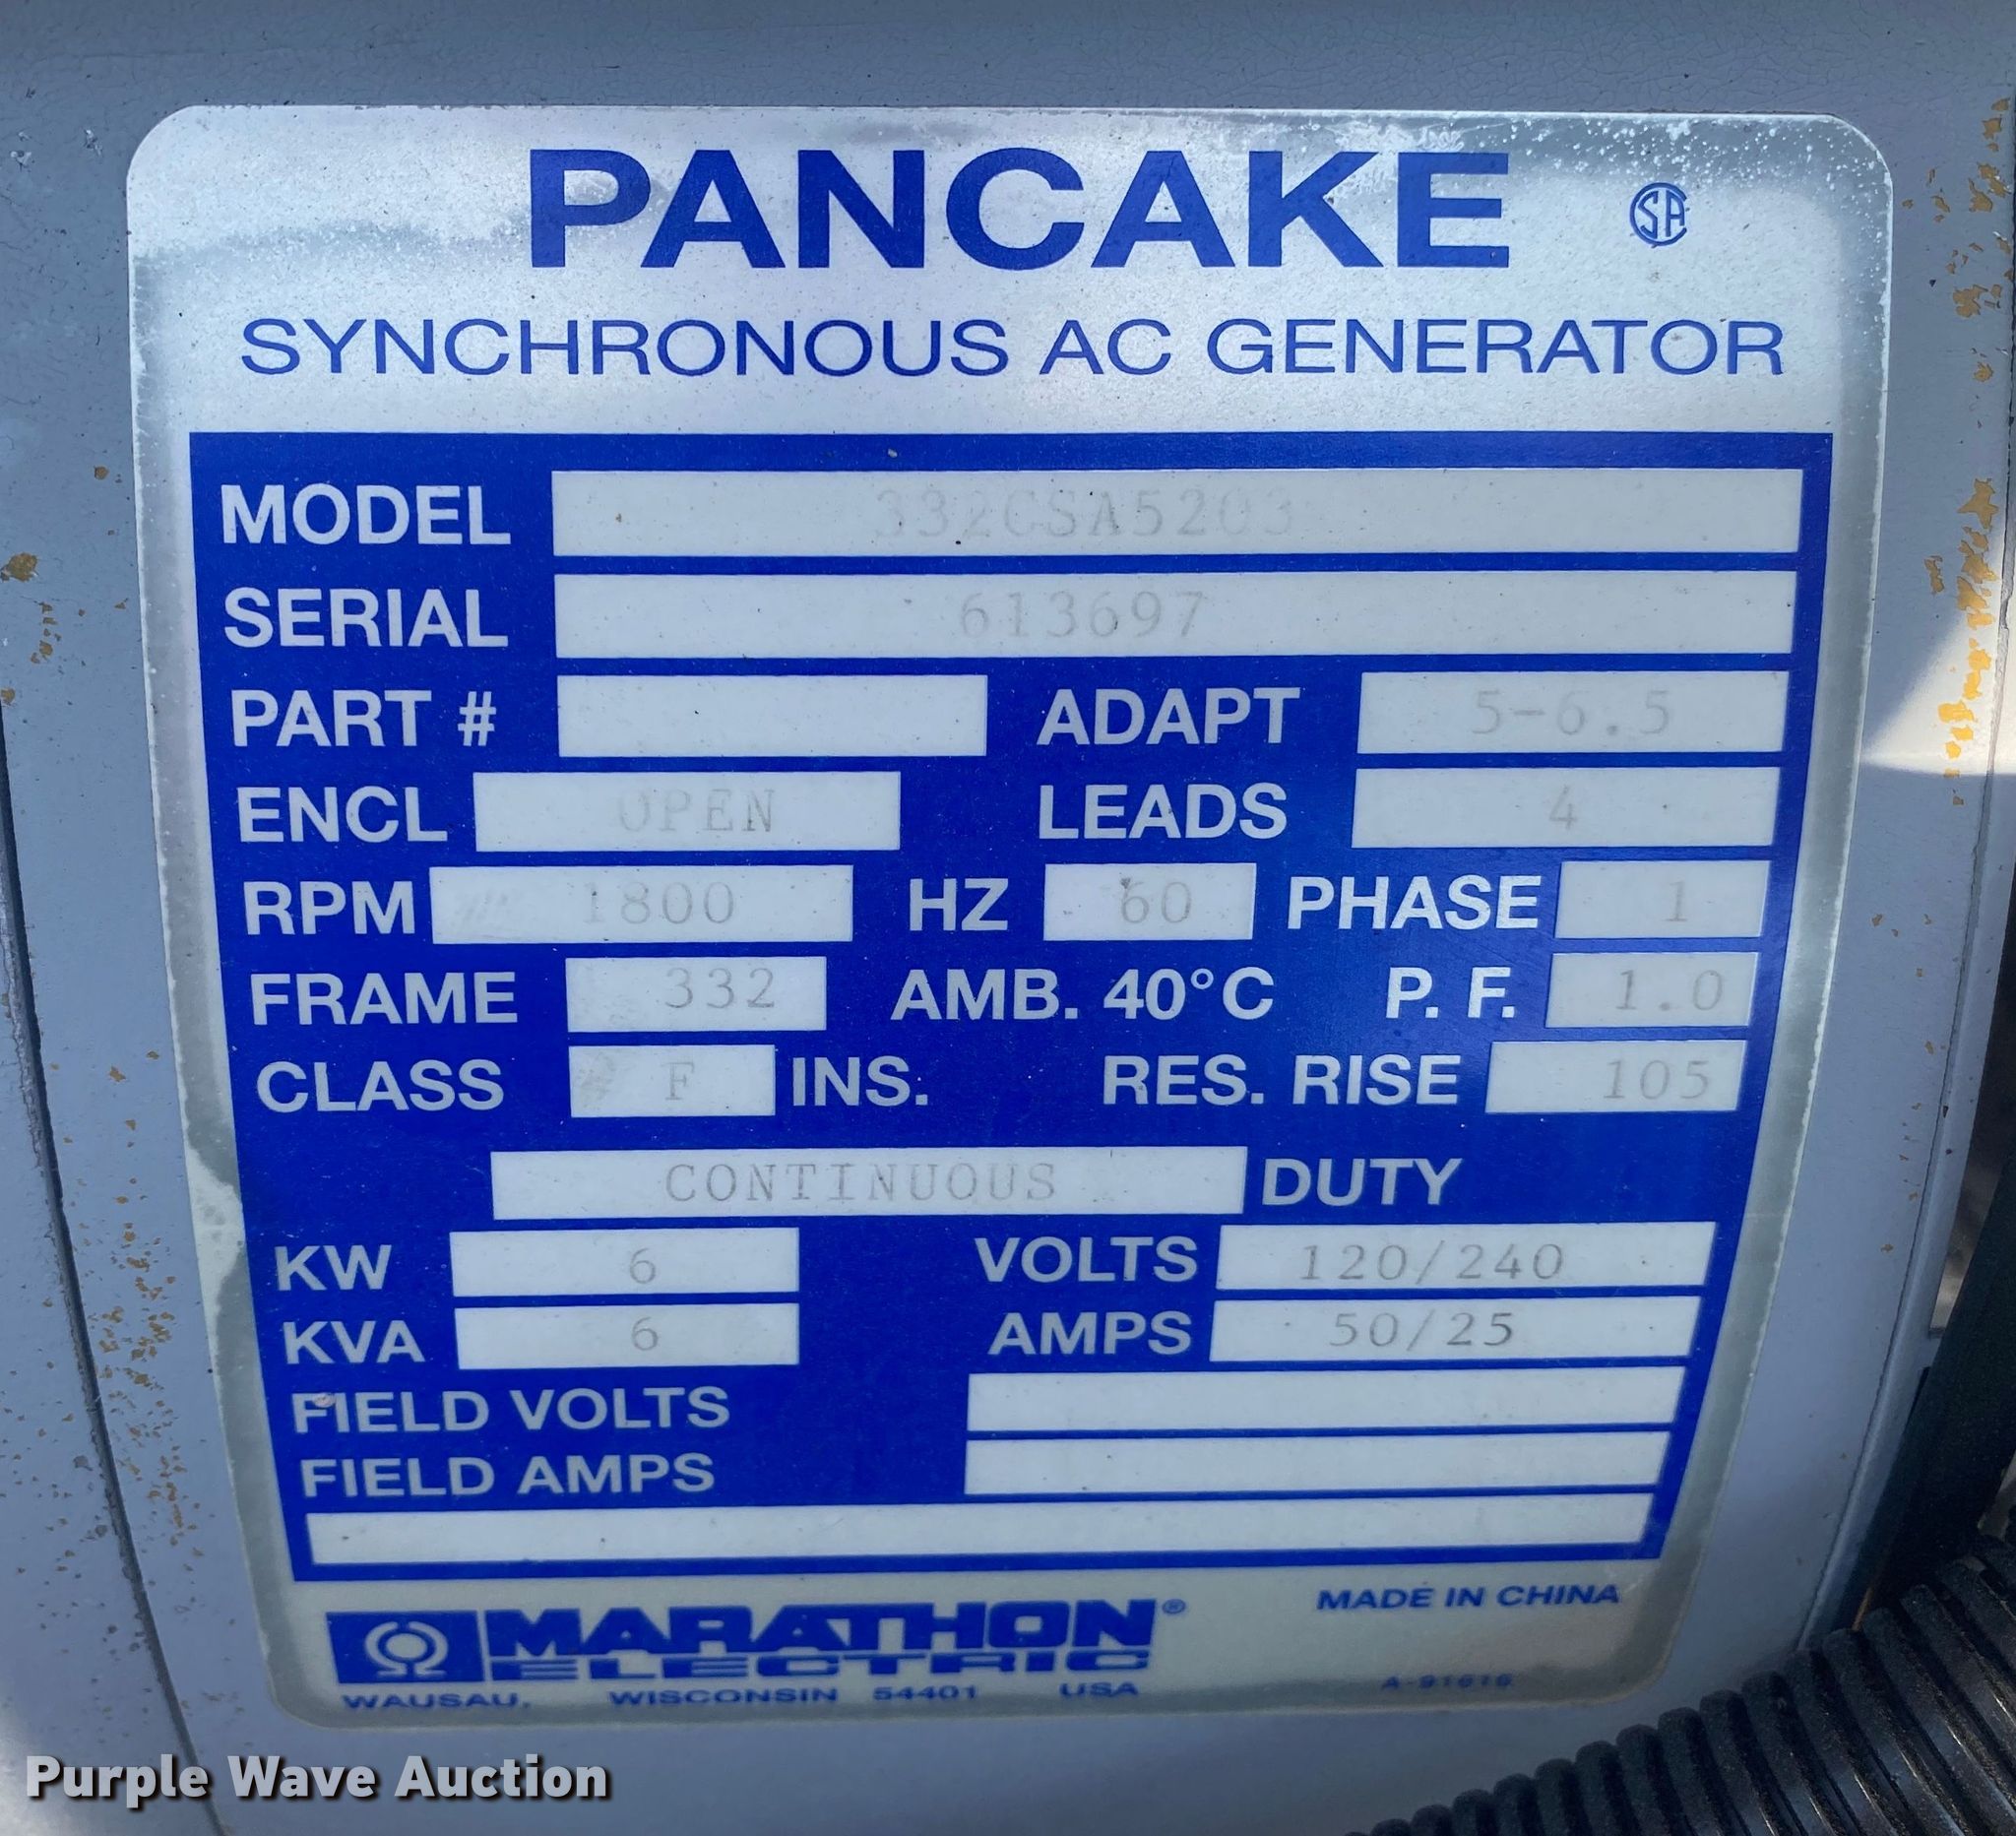 PANCAKE SA
SYNCHRONOUS AC GENERATOR
MODEL 332CSA5203
SERIAL 613697
PART # ADAPT 5-6.5
ENCL OPEN LEADS 4
RPM 1800 HZ 60 PHASE 1
FRAME 332 AMB. 40°C P. F. 1.0
CLASS F INS. RES. RISE 105
CONTINUOUS DUTY
KW 6 VOLTS 120/240
KVA 6 AMPS 50/25
FIELD VOLTS
FIELD AMPS
MARATHON® MADE IN CHINA
ELECTRIC
WAUSAU, WISCONSIN 54401 USA
Purple Wave Auction